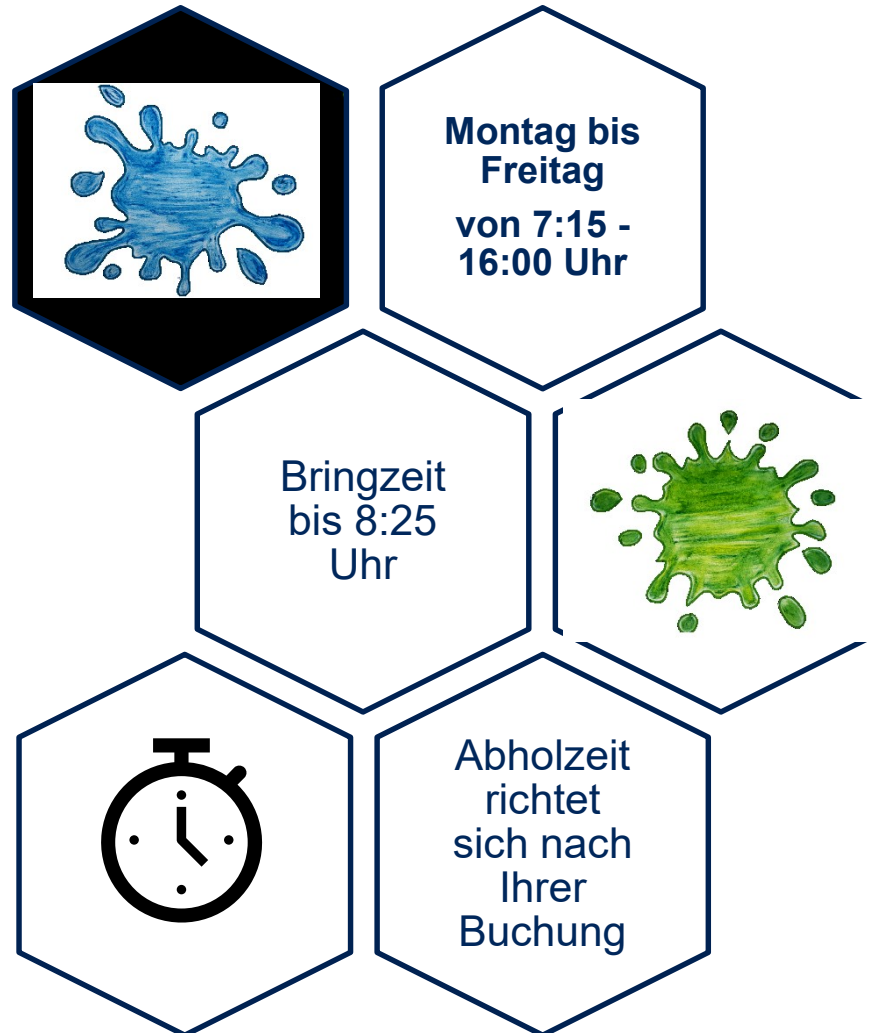 Montag bis
Freitag
von 7:15 -
16:00 Uhr
Bringzeit
bis 8:25
Uhr
Abholzeit
richtet
sich nach
Ihrer
Buchung